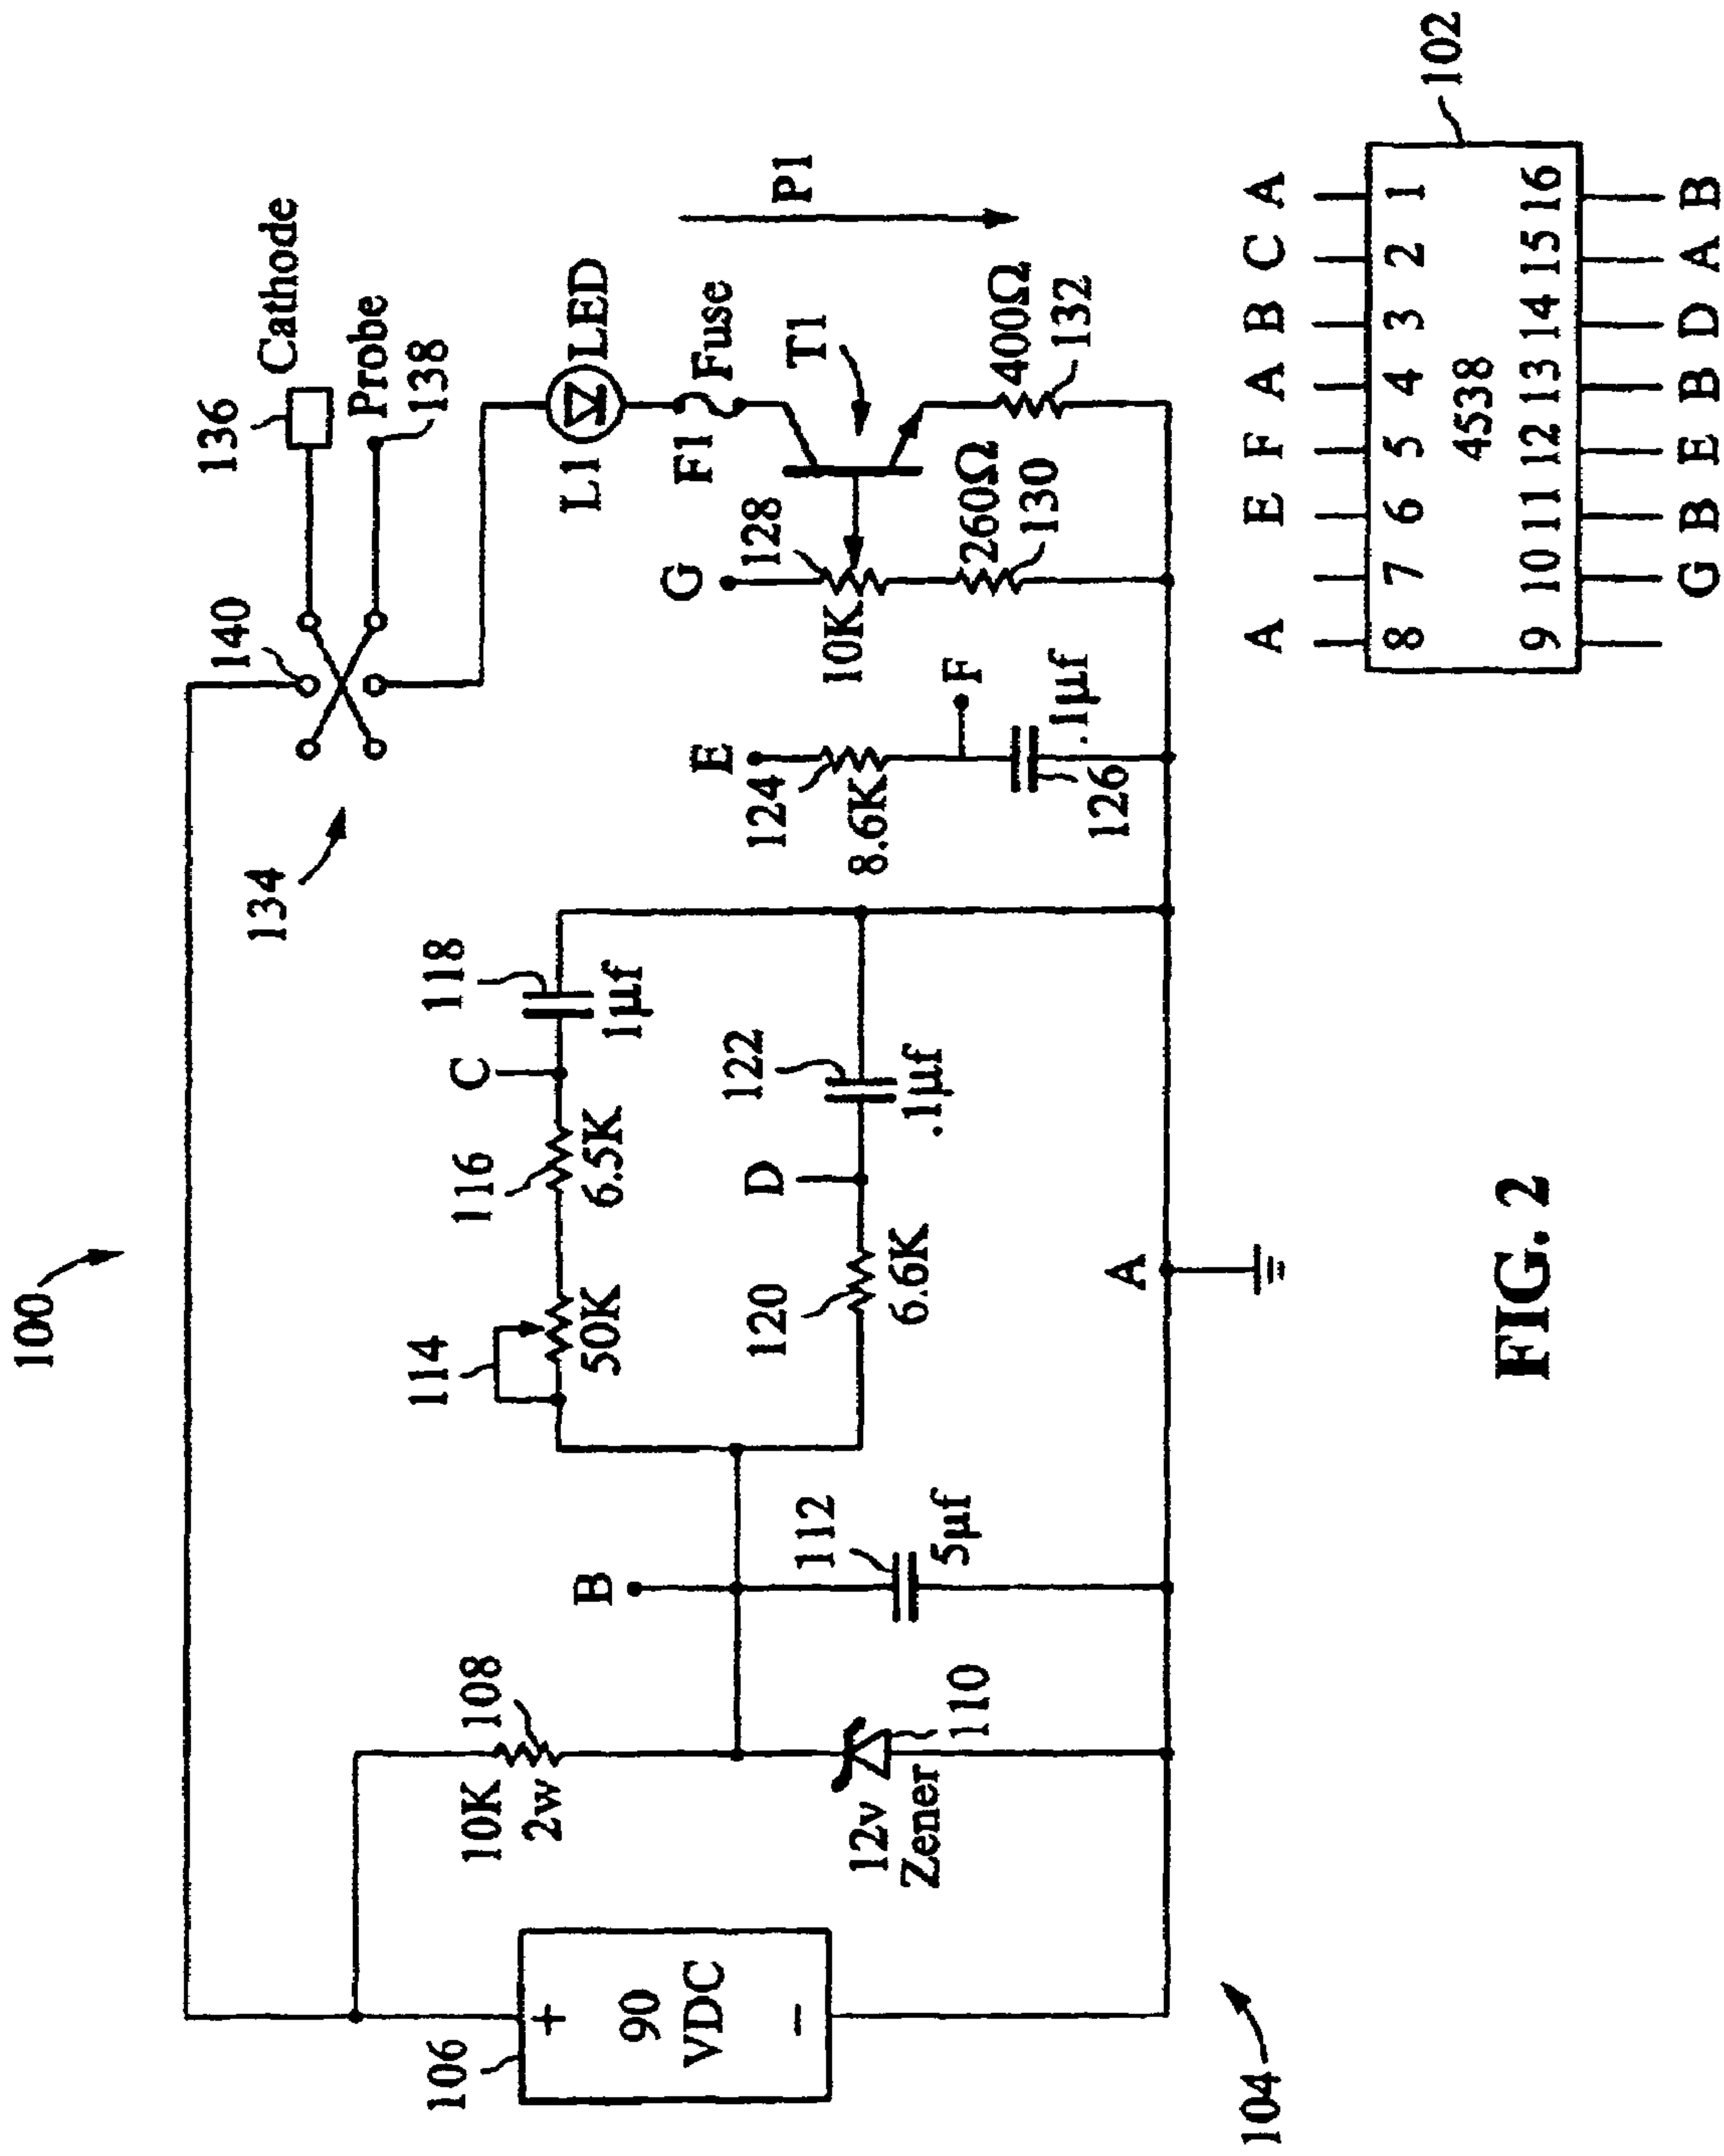 100
134
140
136
Cathode
Probe
138
106
+
90
VDC
−
10K
2w
108
12v
Zener
110
B
112
5µf
114
50K
116
6.5K
C
118
1µf
120
6.6K
D
122
.1µf
A
E
124
8.6K
F
126
.1µf
G
128
10K
260Ω
130
L1
LED
F1
Fuse
T1
400Ω
132
P1
104
A E F A B C A
8 7 6 5 4 3 2 1
4538
9 10 11 12 13 14 15 16
G B E B D A B
102
FIG. 2